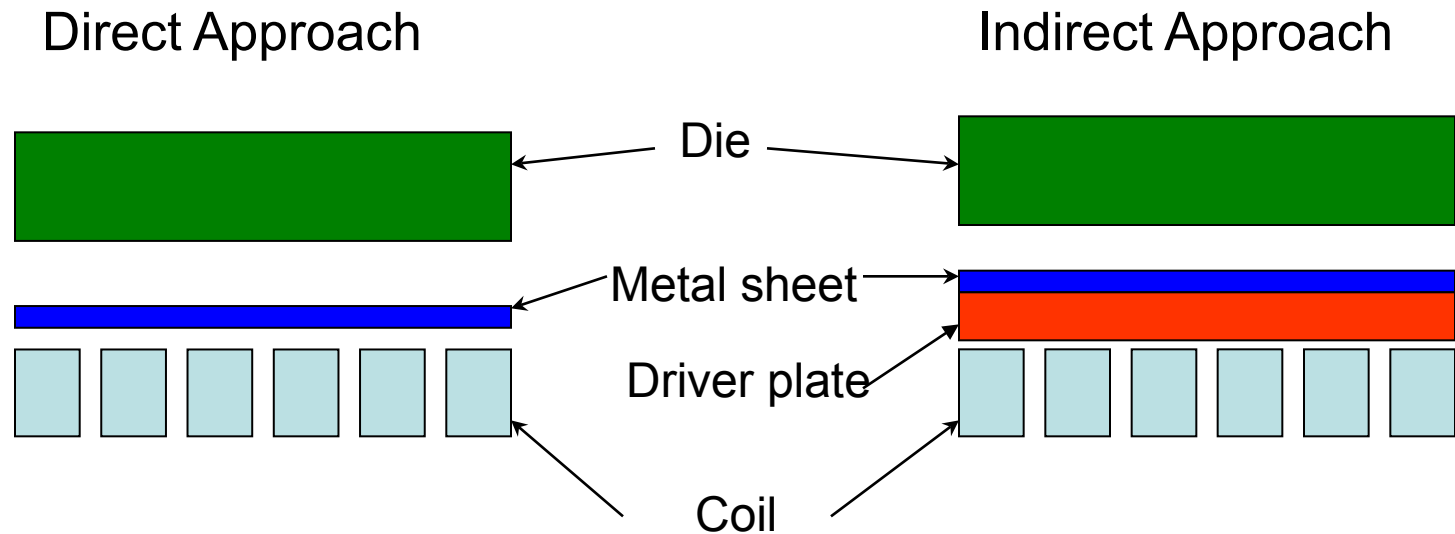 Direct Approach
Indirect Approach
Die
Metal sheet
Driver plate
Coil